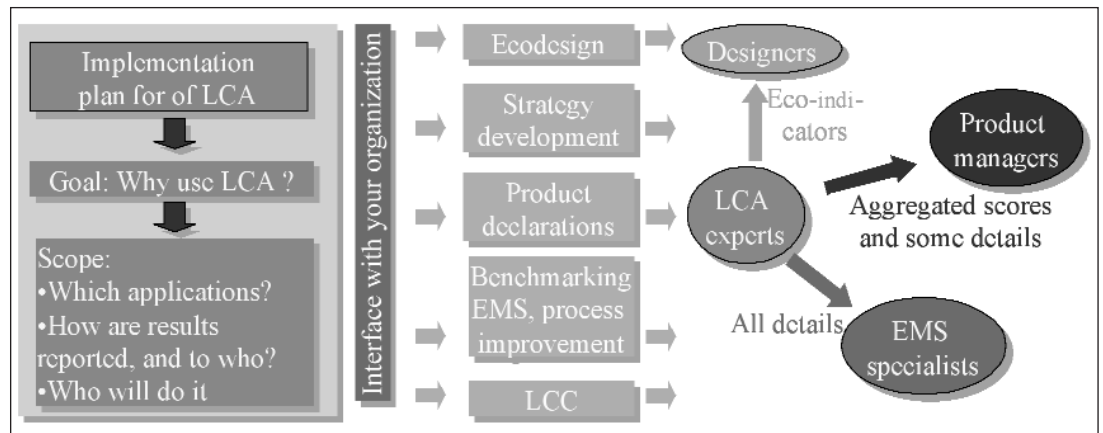 Implementation
plan for of LCA
Goal: Why use LCA ?
Scope:
•Which applications?
•How are results
reported, and to who?
•Who will do it
Interface with your organization
Ecodesign
Strategy
development
Product
declarations
Benchmarking
EMS, process
improvement
LCC
Designers
Eco-indi-
cators
LCA
experts
Product
managers
Aggregated scores
and some details
All details
EMS
specialists